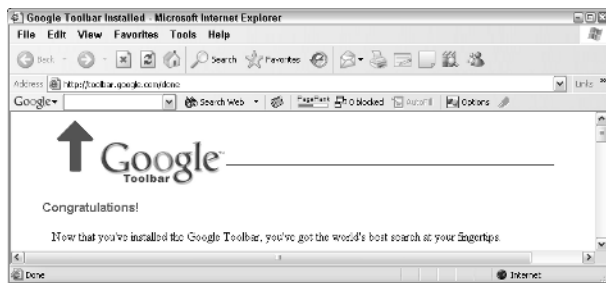 Google Toolbar Installed - Microsoft Internet Explorer
File Edit View Favorites Tools Help
Back Search Favorites
Address http://toolbar.google.com/done Links »
Google Search Web PageRank 0 blocked AutoFill Options
Google™
Toolbar
Congratulations!
Now that you've installed the Google Toolbar, you've got the world's best search at your fingertips.
Done Internet